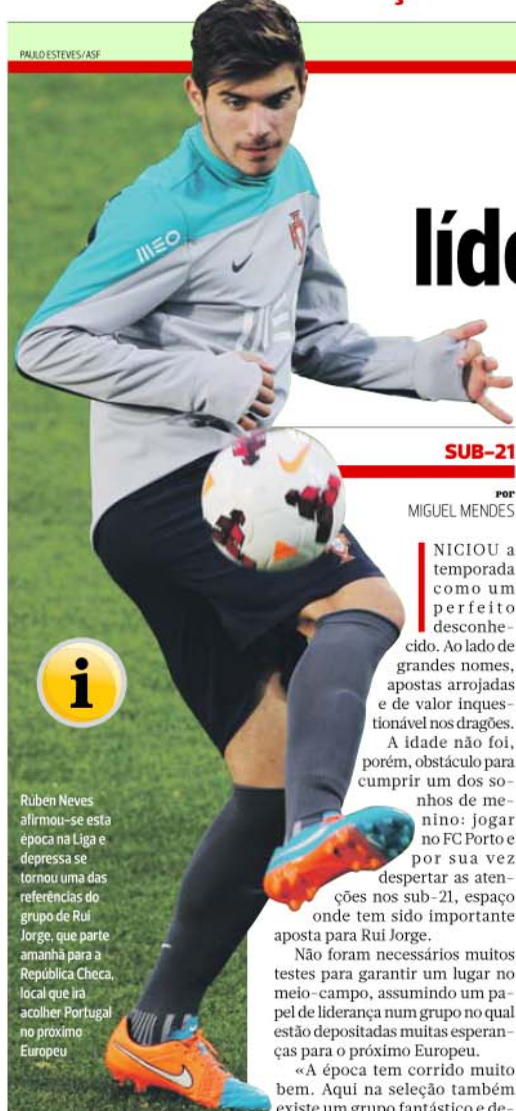 PAULO ESTEVES/ASF
MEO
SUB-21
por
MIGUEL MENDES
INICIOU a
temporada
como um
perfeito
desconhe-
cido. Ao lado de
grandes nomes,
apostas arrojadas
e de valor inques-
tionável nos dragões.
A idade não foi,
porém, obstáculo para
cumprir um dos so-
nhos de me-
nino: jogar
no FC Porto e
por sua vez
despertar as aten-
ções nos sub-21, espaço
onde tem sido importante
aposta para Rui Jorge.
Não foram necessários muitos
testes para garantir um lugar no
meio-campo, assumindo um pa-
pel de liderança num grupo no qual
estão depositadas muitas esperan-
ças para o próximo Europeu.
«A época tem corrido muito
bem. Aqui na seleção também
existe um grupo fantástico e de-
i
Rúben Neves
afirmou-se esta
época na Liga e
depressa se
tornou uma das
referências do
grupo de Rui
Jorge, que parte
amanhã para a
República Checa,
local que irá
acolher Portugal
no próximo
Europeu